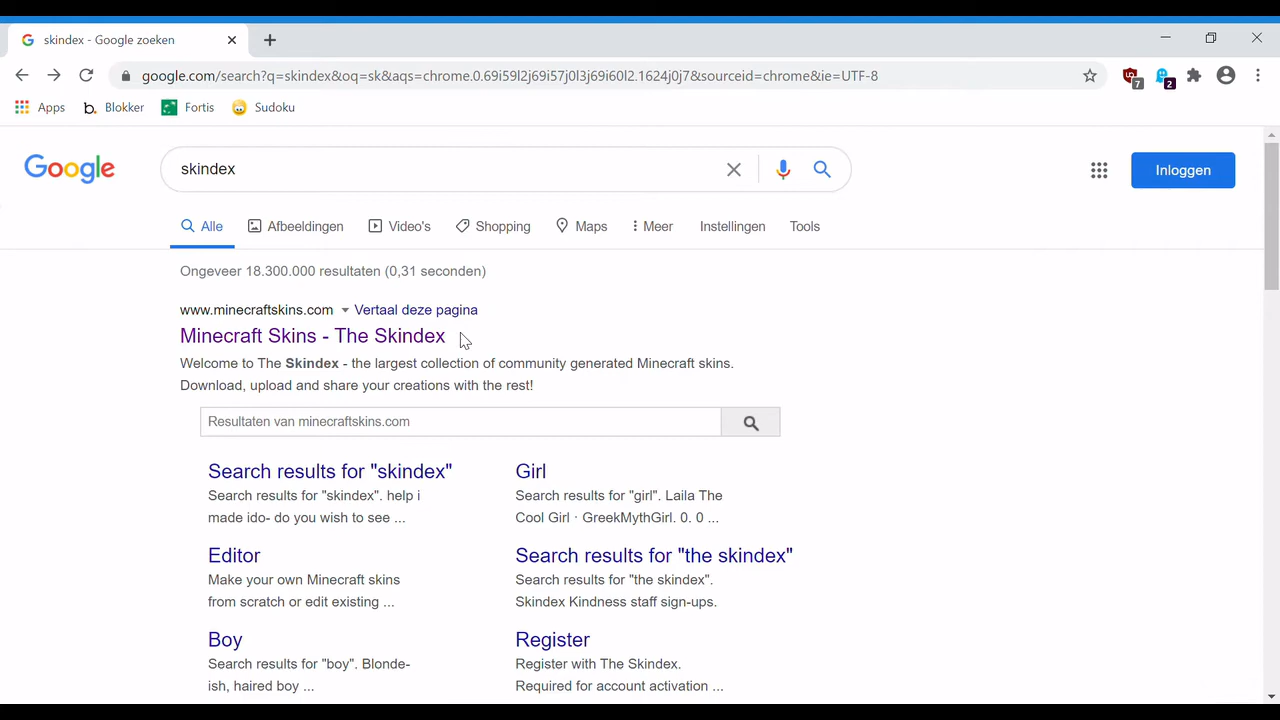 skindex - Google zoeken
google.com/search?q=skindex&oq=sk&aqs=chrome.0.69i59l2j69i57j0l3j69i60l2.1624j0j7&sourceid=chrome&ie=UTF-8
7
2
Apps
b. Blokker
Fortis
Sudoku
Google
skindex
Inloggen
Alle
Afbeeldingen
Video's
Shopping
Maps
Meer
Instellingen
Tools
Ongeveer 18.300.000 resultaten (0,31 seconden)
www.minecraftskins.com Vertaal deze pagina
Minecraft Skins - The Skindex
Welcome to The Skindex - the largest collection of community generated Minecraft skins.
Download, upload and share your creations with the rest!
Resultaten van minecraftskins.com
Search results for "skindex"
Search results for "skindex". help i
made ido- do you wish to see ...
Girl
Search results for "girl". Laila The
Cool Girl · GreekMythGirl. 0. 0 ...
Editor
Make your own Minecraft skins
from scratch or edit existing ...
Search results for "the skindex"
Search results for "the skindex".
Skindex Kindness staff sign-ups.
Boy
Search results for "boy". Blonde-
ish, haired boy ...
Register
Register with The Skindex.
Required for account activation ...